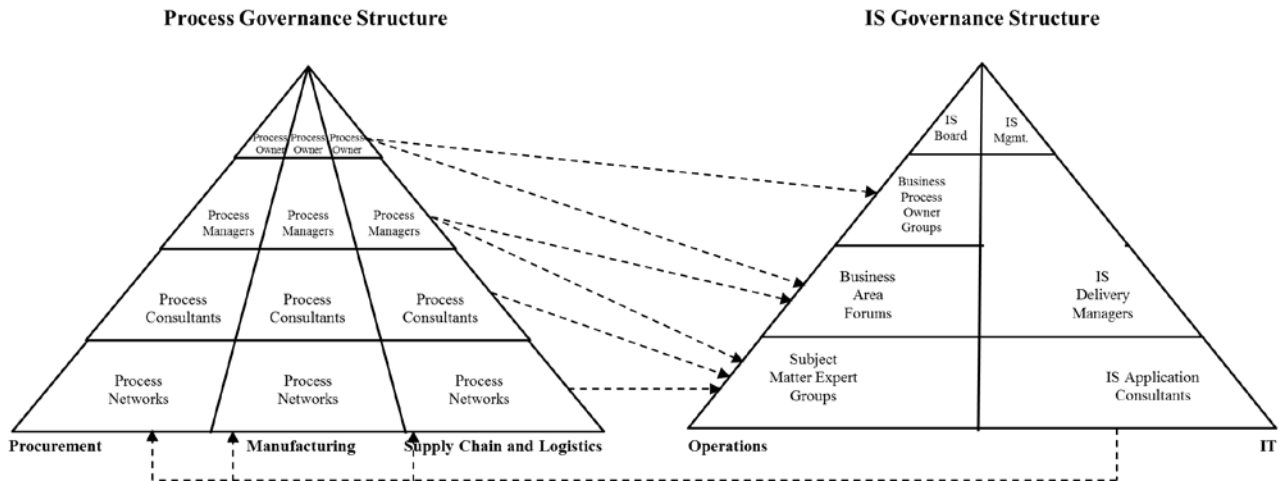 Process Governance Structure
IS Governance Structure
Process Process Process
Owner Owner Owner
Process Process Process
Managers Managers Managers
Process Process Process
Consultants Consultants Consultants
Process Process Process
Networks Networks Networks
Procurement Manufacturing Supply Chain and Logistics
IS
Board
IS
Mgmt.
Business
Process
Owner
Groups
Business
Area
Forums
IS
Delivery
Managers
Subject
Matter Expert
Groups
IS Application
Consultants
Operations IT